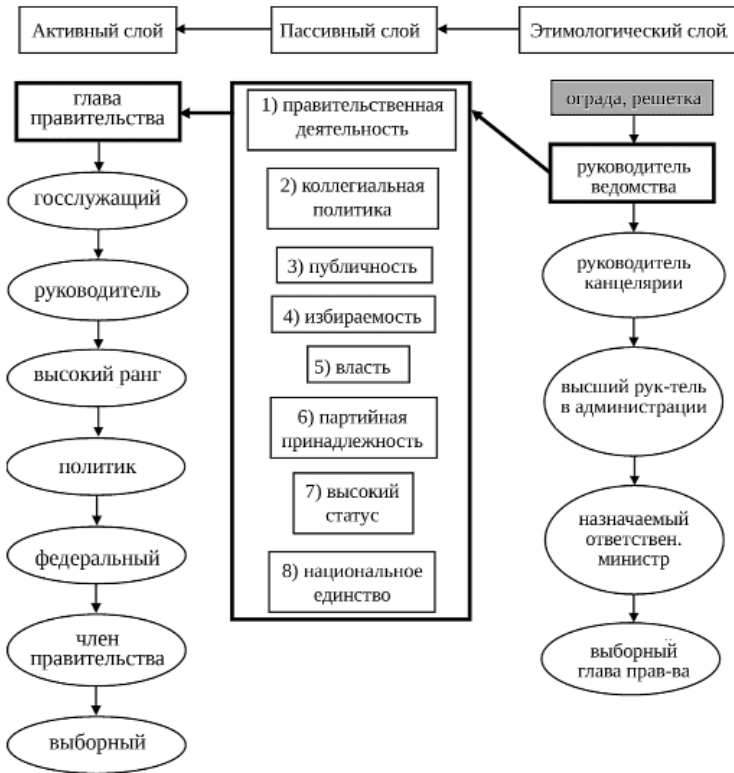 Активный слой
Пассивный слой
Этимологический слой.
глава
правительства
госслужащий
руководитель
высокий ранг
политик
федеральный
член
правительства
выборный
1) правительственная
деятельность
2) коллегиальная
политика
3) публичность
4) избираемость
5) власть
6) партийная
принадлежность
7) высокий
статус
8) национальное
единство
ограда, решетка
руководитель
ведомства
руководитель
канцелярии
высший рук-тель
в администрации
назначаемый
ответствен.
министр
выборный
глава прав-ва